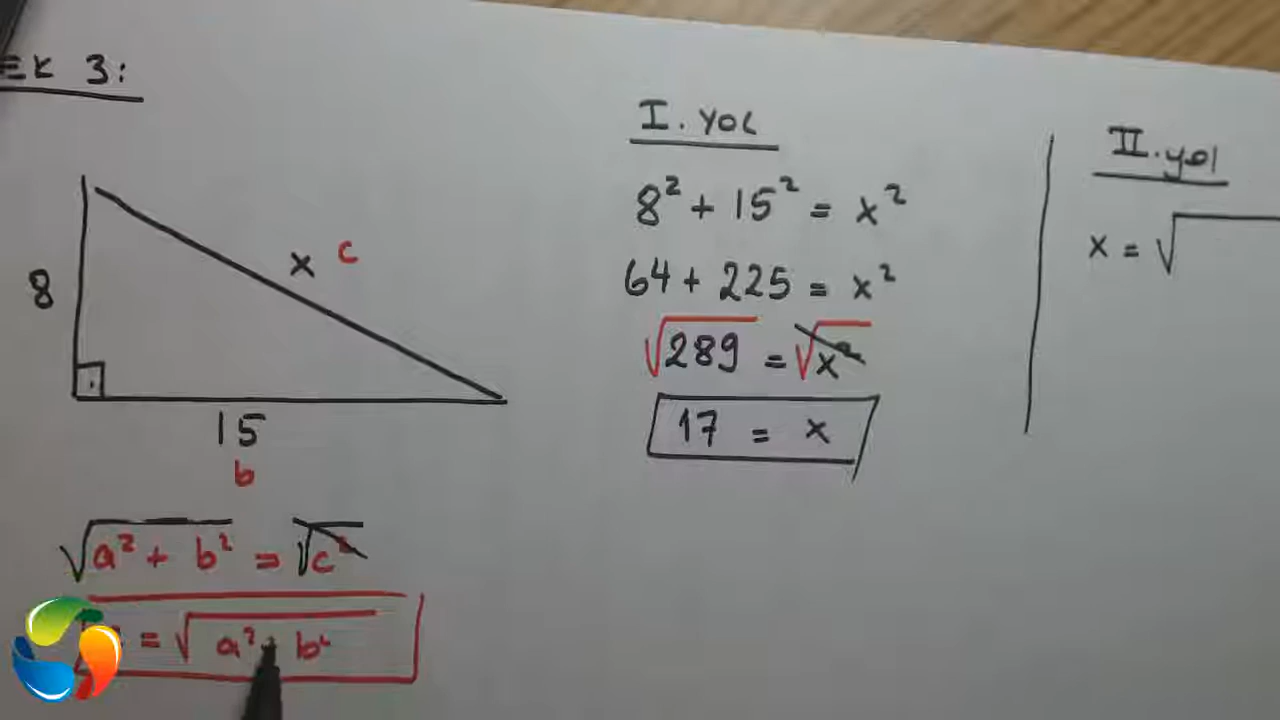 EK 3:
8
x c
15
b
√a² + b² = √c²
= √a² + b²
I. YOL
8² + 15² = x²
64 + 225 = x²
√289 = √x²
17 = x
II. yol
x = √